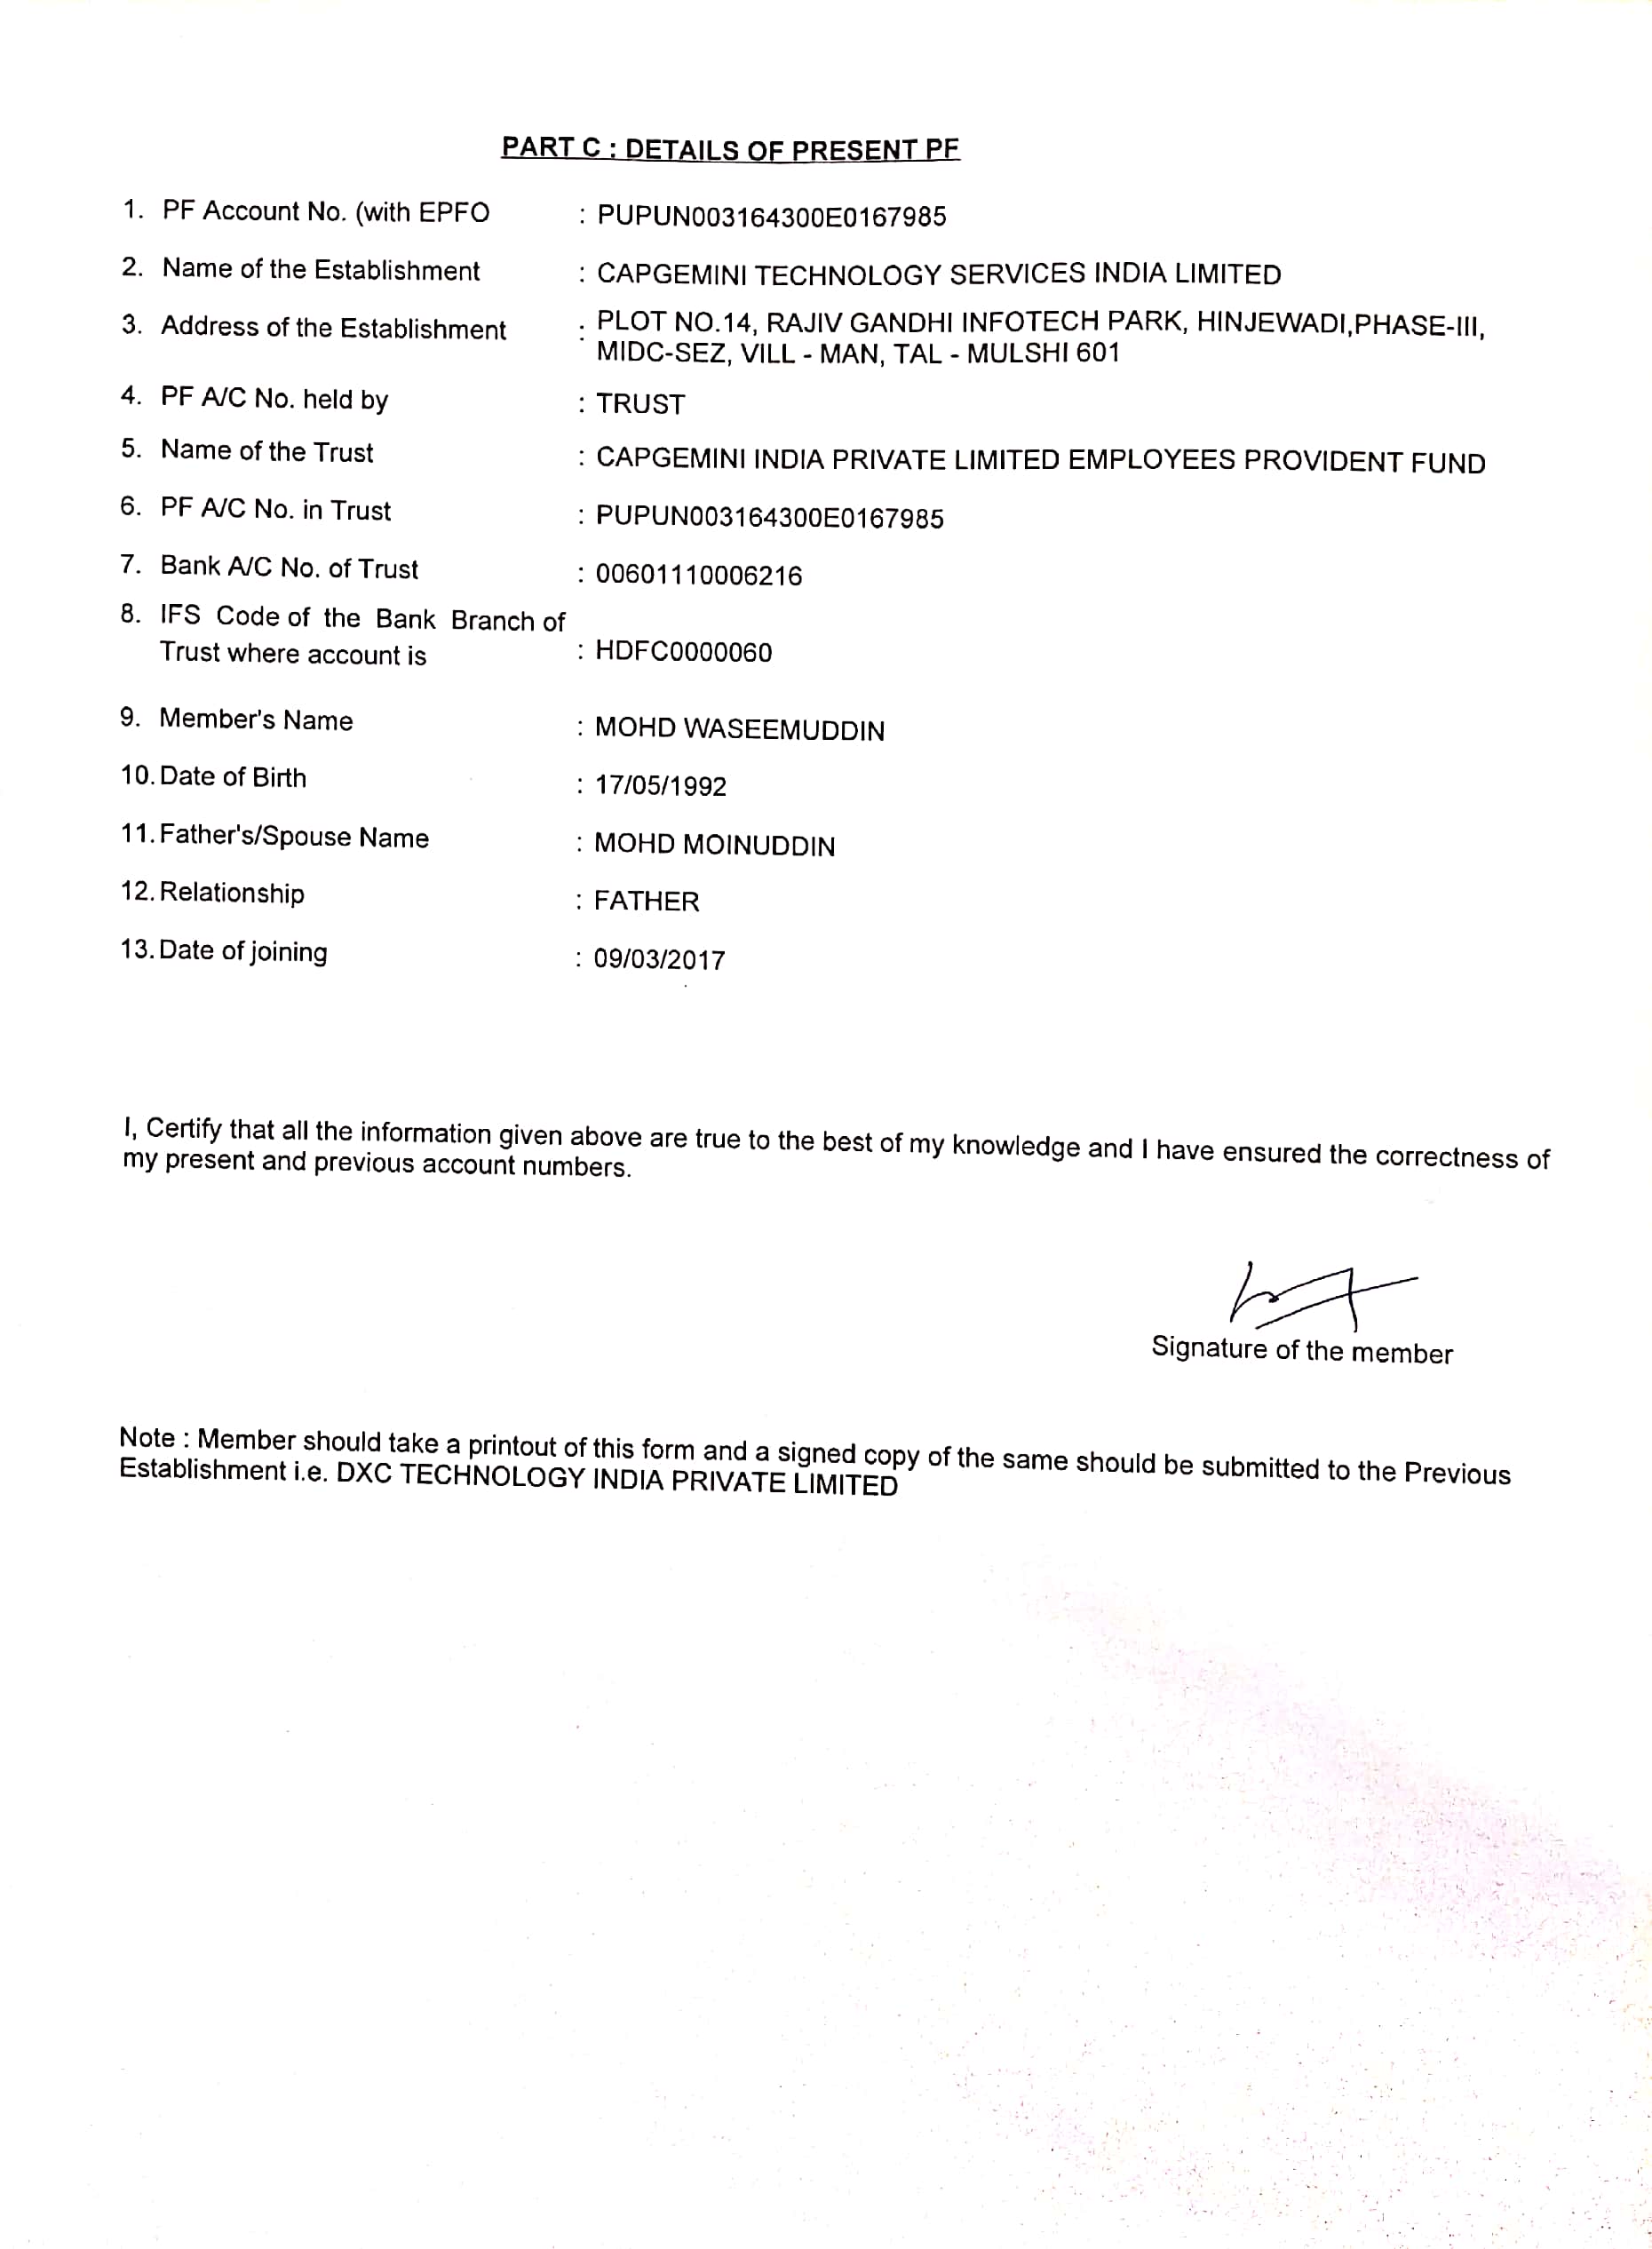 PART C : DETAILS OF PRESENT PF
1. PF Account No. (with EPFO : PUPUN003164300E0167985
2. Name of the Establishment : CAPGEMINI TECHNOLOGY SERVICES INDIA LIMITED
3. Address of the Establishment : PLOT NO.14, RAJIV GANDHI INFOTECH PARK, HINJEWADI,PHASE-III,
MIDC-SEZ, VILL - MAN, TAL - MULSHI 601
4. PF A/C No. held by : TRUST
5. Name of the Trust : CAPGEMINI INDIA PRIVATE LIMITED EMPLOYEES PROVIDENT FUND
6. PF A/C No. in Trust : PUPUN003164300E0167985
7. Bank A/C No. of Trust : 00601110006216
8. IFS Code of the Bank Branch of
Trust where account is : HDFC0000060
9. Member's Name : MOHD WASEEMUDDIN
10. Date of Birth : 17/05/1992
11. Father's/Spouse Name : MOHD MOINUDDIN
12. Relationship : FATHER
13. Date of joining : 09/03/2017
I, Certify that all the information given above are true to the best of my knowledge and I have ensured the correctness of
my present and previous account numbers.
Signature of the member
Note : Member should take a printout of this form and a signed copy of the same should be submitted to the Previous
Establishment i.e. DXC TECHNOLOGY INDIA PRIVATE LIMITED